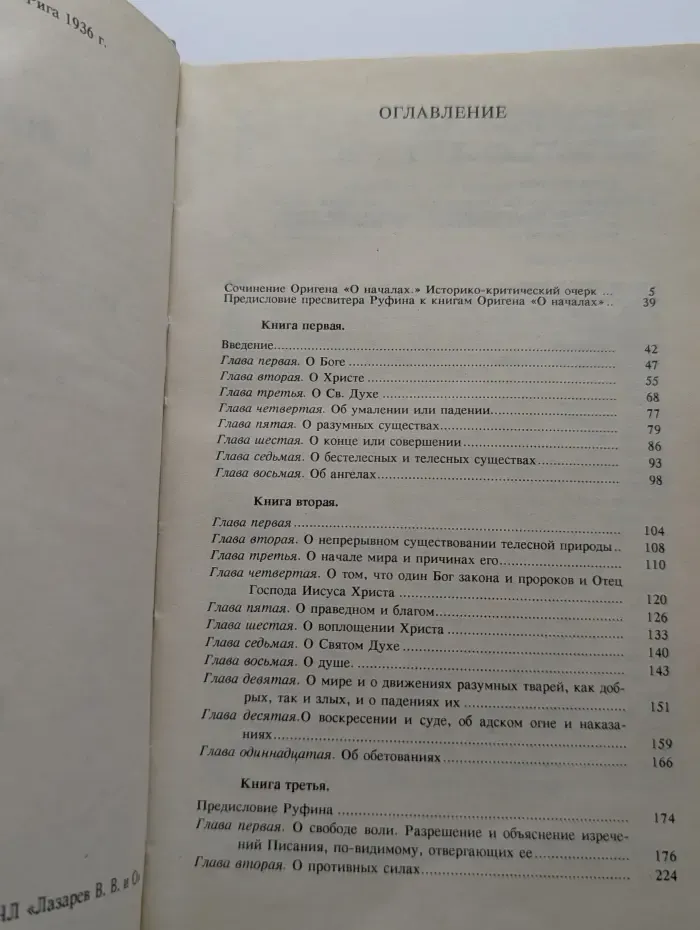 Рига 1936 г.
ЧЛ «Лазарев В. В. и О
ОГЛАВЛЕНИЕ
Сочинение Оригена «О началах.» Историко-критический очерк ... 5
Предисловие пресвитера Руфина к книгам Оригена «О началах».. 39
Книга первая.
Введение 42
Глава первая. О Боге 47
Глава вторая. О Христе 55
Глава третья. О Св. Духе 68
Глава четвертая. Об умалении или падении 77
Глава пятая. О разумных существах 79
Глава шестая. О конце или совершении 86
Глава седьмая. О бестелесных и телесных существах 93
Глава восьмая. Об ангелах 98
Книга вторая.
Глава первая 104
Глава вторая. О непрерывном существовании телесной природы.. 108
Глава третья. О начале мира и причинах его 110
Глава четвертая. О том, что один Бог закона и пророков и Отец
Господа Иисуса Христа 120
Глава пятая. О праведном и благом 126
Глава шестая. О воплощении Христа 133
Глава седьмая. О Святом Духе 140
Глава восьмая. О душе. 143
Глава девятая. О мире и о движениях разумных тварей, как доб-
рых, так и злых, и о падениях их 151
Глава десятая.О воскресении и суде, об адском огне и наказа-
ниях 159
Глава одиннадцатая. Об обетованиях 166
Книга третья.
Предисловие Руфина 174
Глава первая. О свободе воли. Разрешение и объяснение изрече-
ний Писания, по-видимому, отвергающих ее 176
Глава вторая. О противных силах 224